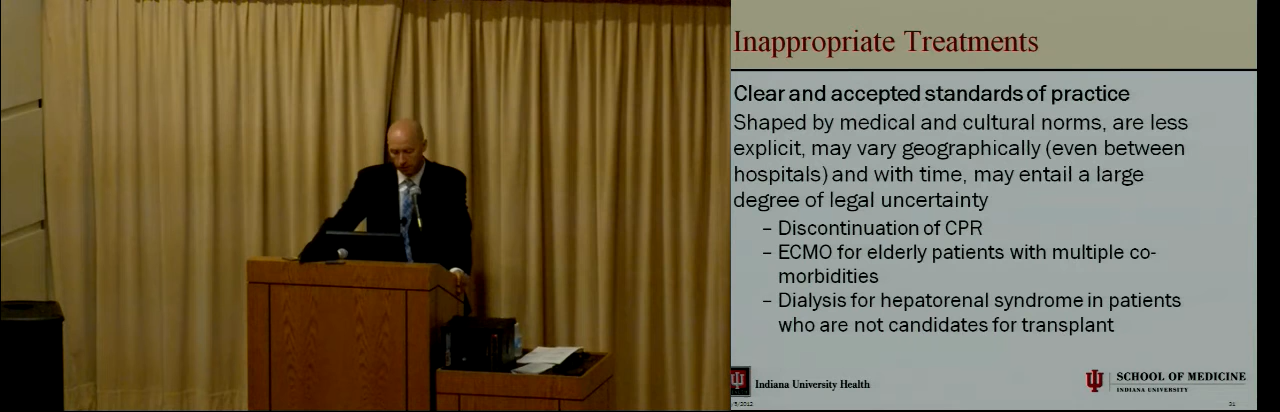 Inappropriate Treatments
Clear and accepted standards of practice
Shaped by medical and cultural norms, are less
explicit, may vary geographically (even between
hospitals) and with time, may entail a large
degree of legal uncertainty
– Discontinuation of CPR
– ECMO for elderly patients with multiple co-
morbidities
– Dialysis for hepatorenal syndrome in patients
who are not candidates for transplant
Indiana University Health
SCHOOL OF MEDICINE
INDIANA UNIVERSITY